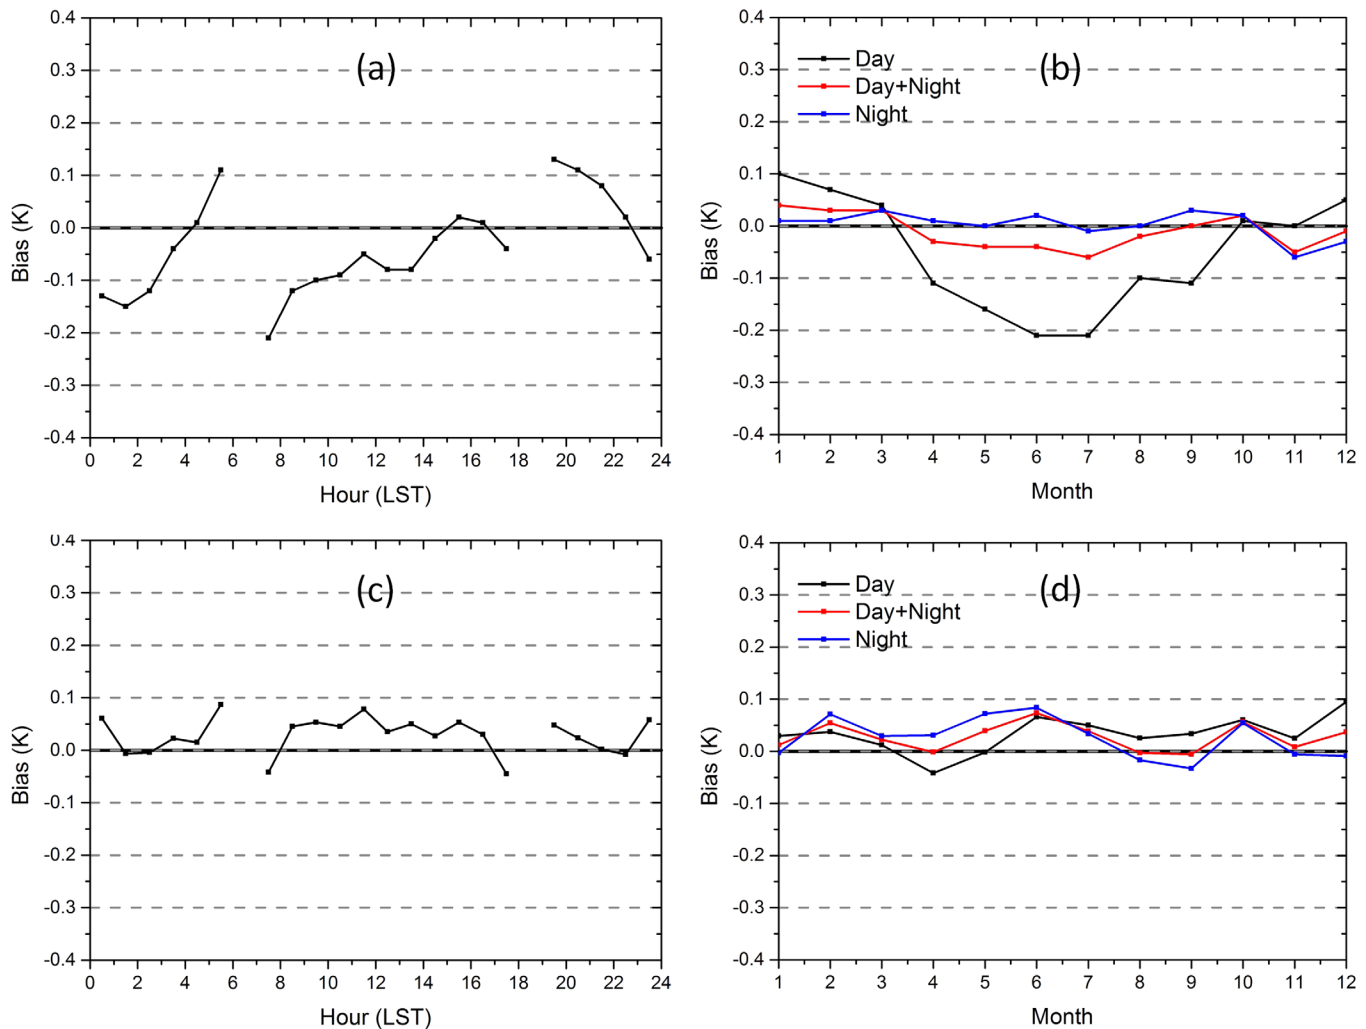 (a)
0.4
0.3
0.2
0.1
0.0
-0.1
-0.2
-0.3
-0.4
Bias (K)
0 2 4 6 8 10 12 14 16 18 20 22 24
Hour (LST)
(b)
Day
Day+Night
Night
0.4
0.3
0.2
0.1
0.0
-0.1
-0.2
-0.3
-0.4
Bias (K)
1 2 3 4 5 6 7 8 9 10 11 12
Month
(c)
0.4
0.3
0.2
0.1
0.0
-0.1
-0.2
-0.3
-0.4
Bias (K)
0 2 4 6 8 10 12 14 16 18 20 22 24
Hour (LST)
(d)
Day
Day+Night
Night
0.4
0.3
0.2
0.1
0.0
-0.1
-0.2
-0.3
-0.4
Bias (K)
1 2 3 4 5 6 7 8 9 10 11 12
Month